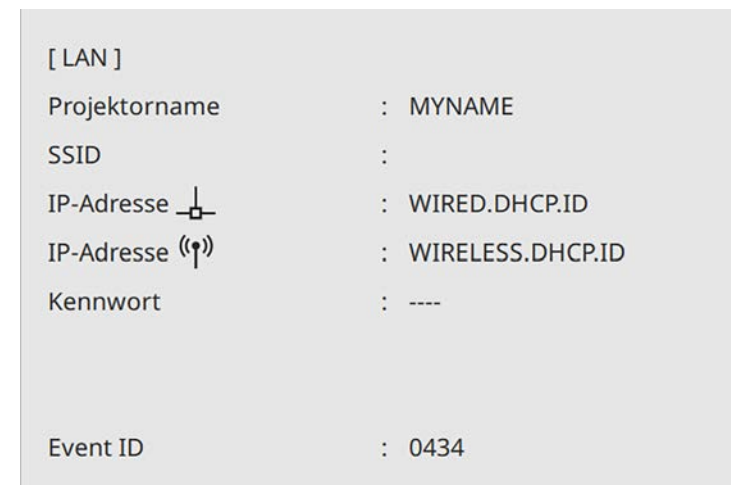 [ LAN ]
Projektorname : MYNAME
SSID :
IP-Adresse : WIRED.DHCP.ID
IP-Adresse : WIRELESS.DHCP.ID
Kennwort : ----
Event ID : 0434